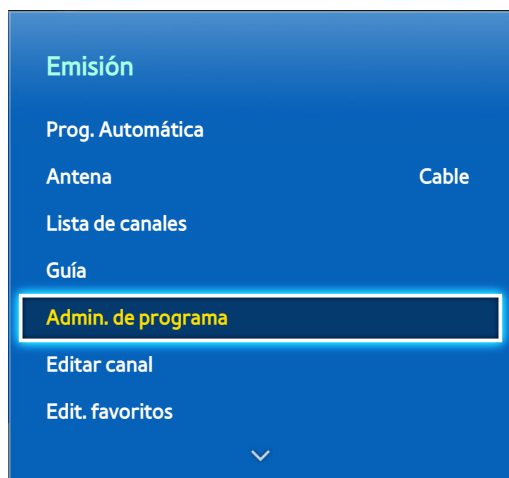 Emisión
Prog. Automática
Antena Cable
Lista de canales
Guía
Admin. de programa
Editar canal
Edit. favoritos